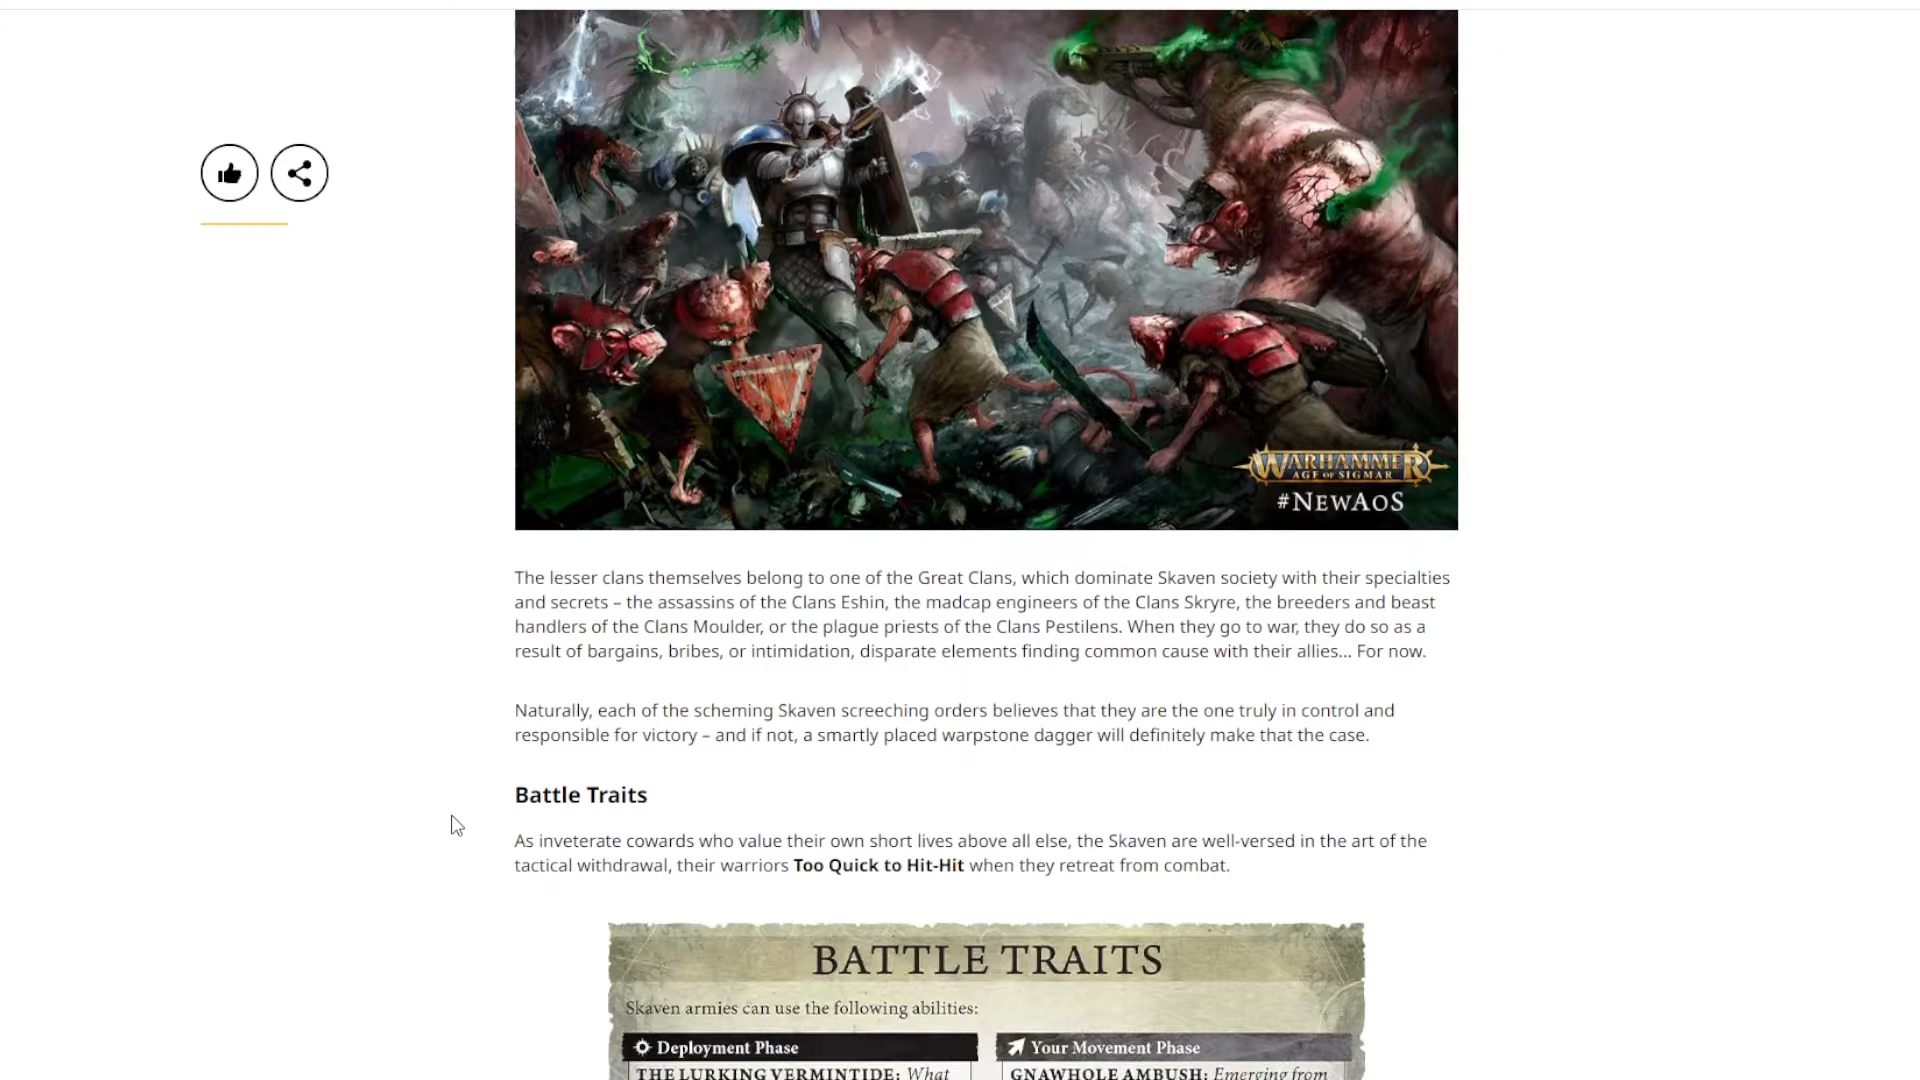 WARHAMMER
AGE OF SIGMAR
#NEWAOS
The lesser clans themselves belong to one of the Great Clans, which dominate Skaven society with their specialties
and secrets – the assassins of the Clans Eshin, the madcap engineers of the Clans Skryre, the breeders and beast
handlers of the Clans Moulder, or the plague priests of the Clans Pestilens. When they go to war, they do so as a
result of bargains, bribes, or intimidation, disparate elements finding common cause with their allies… For now.
Naturally, each of the scheming Skaven screeching orders believes that they are the one truly in control and
responsible for victory – and if not, a smartly placed warpstone dagger will definitely make that the case.
Battle Traits
As inveterate cowards who value their own short lives above all else, the Skaven are well-versed in the art of the
tactical withdrawal, their warriors Too Quick to Hit-Hit when they retreat from combat.
BATTLE TRAITS
Skaven armies can use the following abilities:
Deployment Phase
THE LURKING VERMINTIDE: What
Your Movement Phase
GNAWHOLE AMBUSH: Emerging from